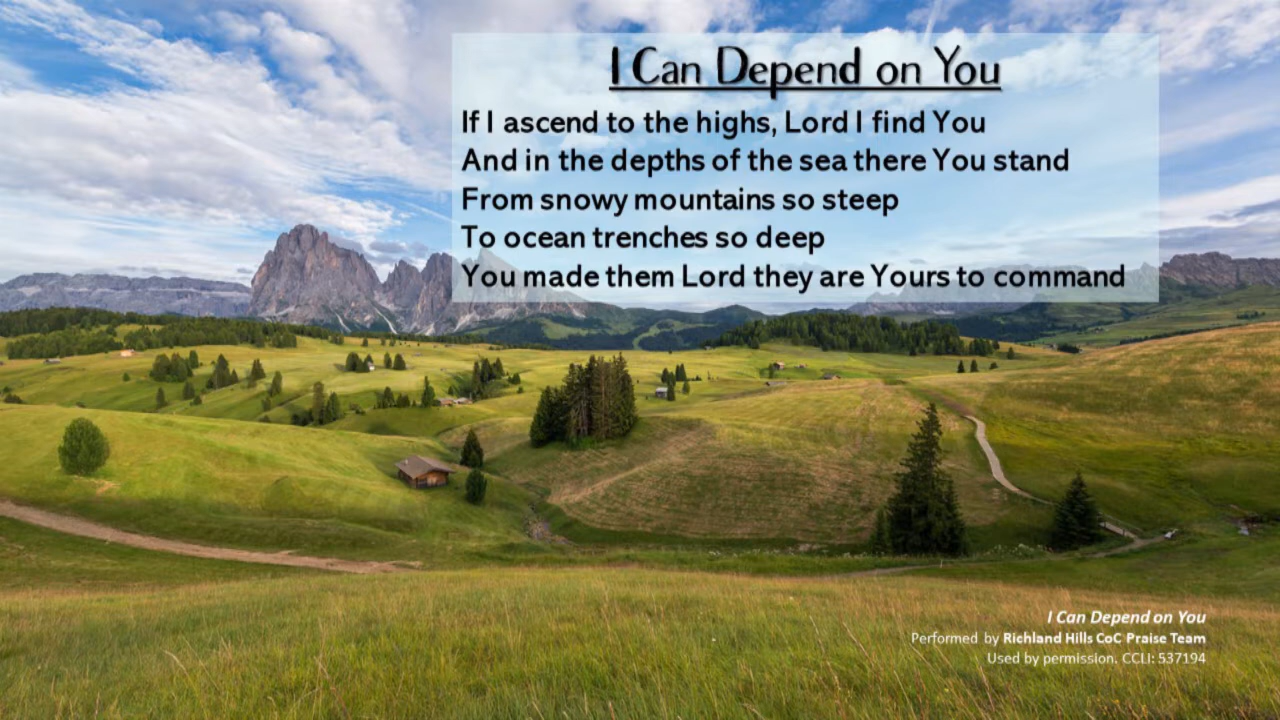 I Can Depend on You
If I ascend to the highs, Lord I find You
And in the depths of the sea there You stand
From snowy mountains so steep
To ocean trenches so deep
You made them Lord they are Yours to command
I Can Depend on You
Performed by Richland Hills CoC Praise Team
Used by permission. CCLI: 537194